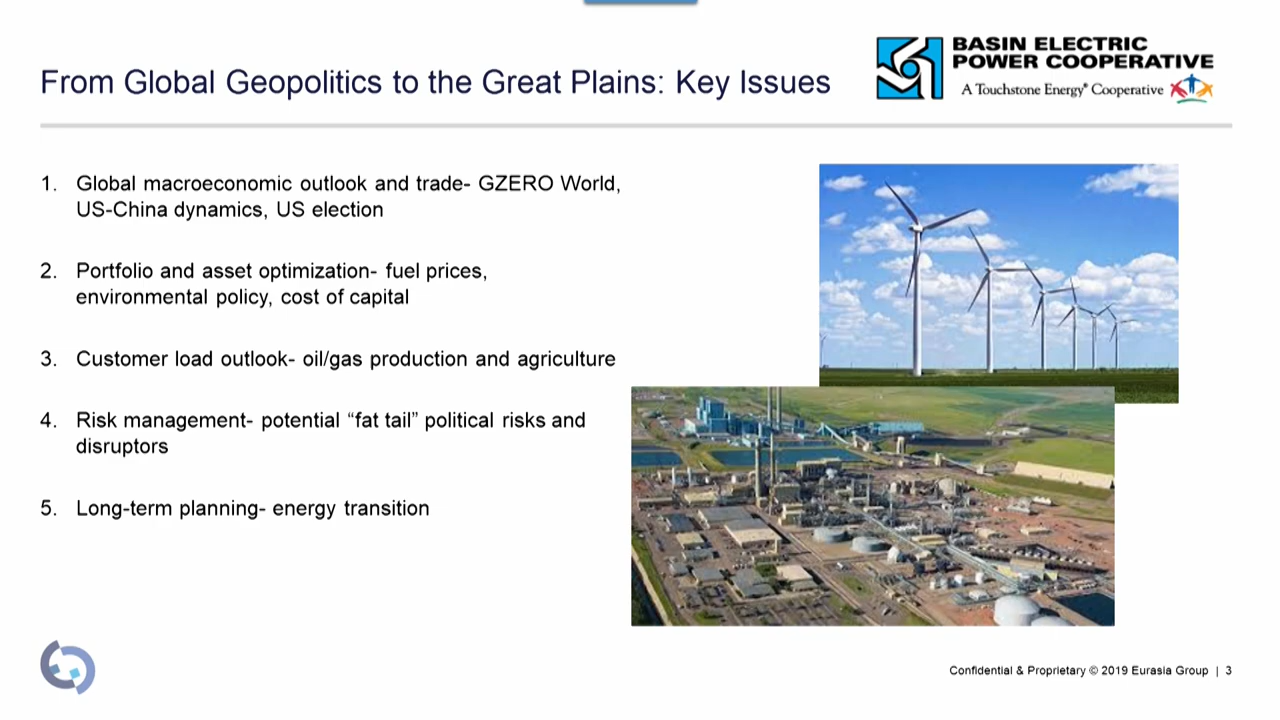 From Global Geopolitics to the Great Plains: Key Issues
BASIN ELECTRIC
POWER COOPERATIVE
A Touchstone Energy® Cooperative
1. Global macroeconomic outlook and trade- GZERO World,
US-China dynamics, US election
2. Portfolio and asset optimization- fuel prices,
environmental policy, cost of capital
3. Customer load outlook- oil/gas production and agriculture
4. Risk management- potential “fat tail” political risks and
disruptors
5. Long-term planning- energy transition
Confidential & Proprietary © 2019 Eurasia Group | 3